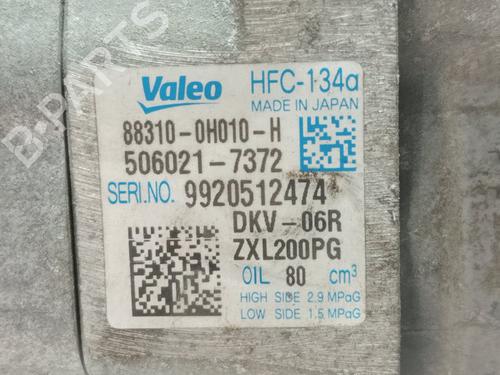 B-PARTS
Valeo HFC-134a
MADE IN JAPAN
88310-0H010-H
506021-7372
SERI.NO. 9920512474
DKV-06R
ZXL200PG
OIL 80 cm³
HIGH SIDE 2.9 MPaG
LOW SIDE 1.5 MPaG